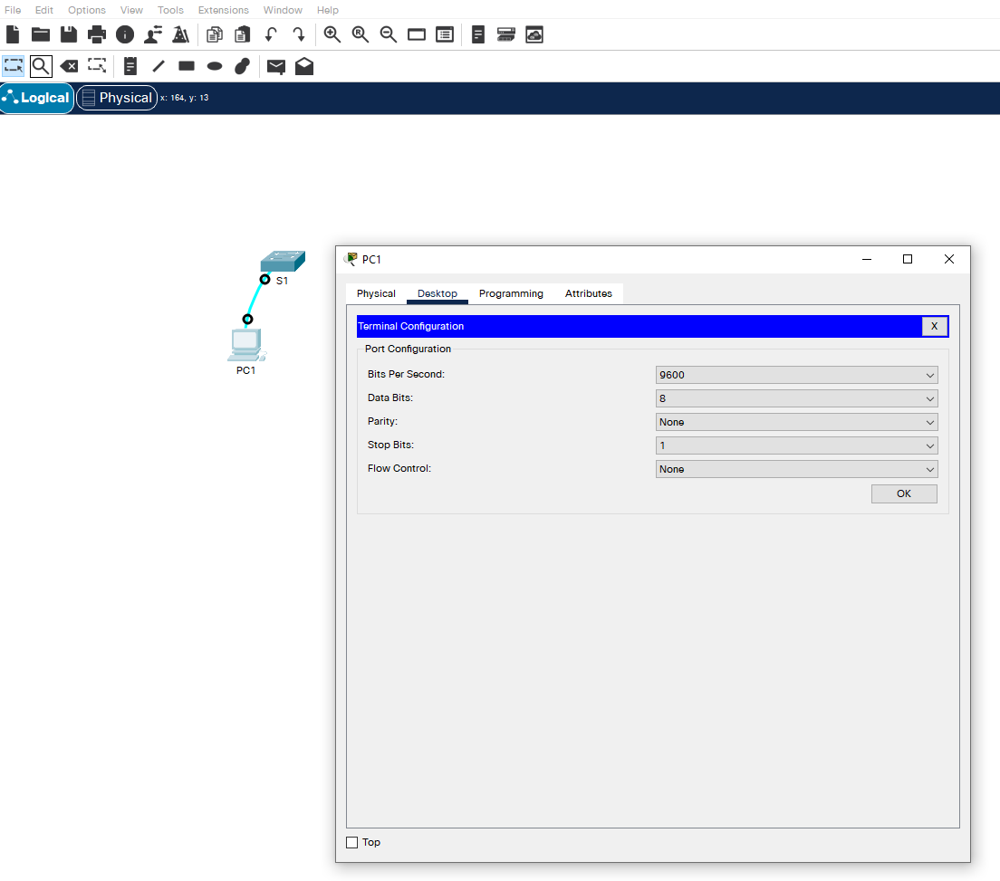 File Edit Options View Tools Extensions Window Help
Logical Physical x: 164, y: 13
S1
PC1
PC1
Physical Desktop Programming Attributes
Terminal Configuration X
Port Configuration
Bits Per Second: 9600
Data Bits: 8
Parity: None
Stop Bits: 1
Flow Control: None
OK
Top